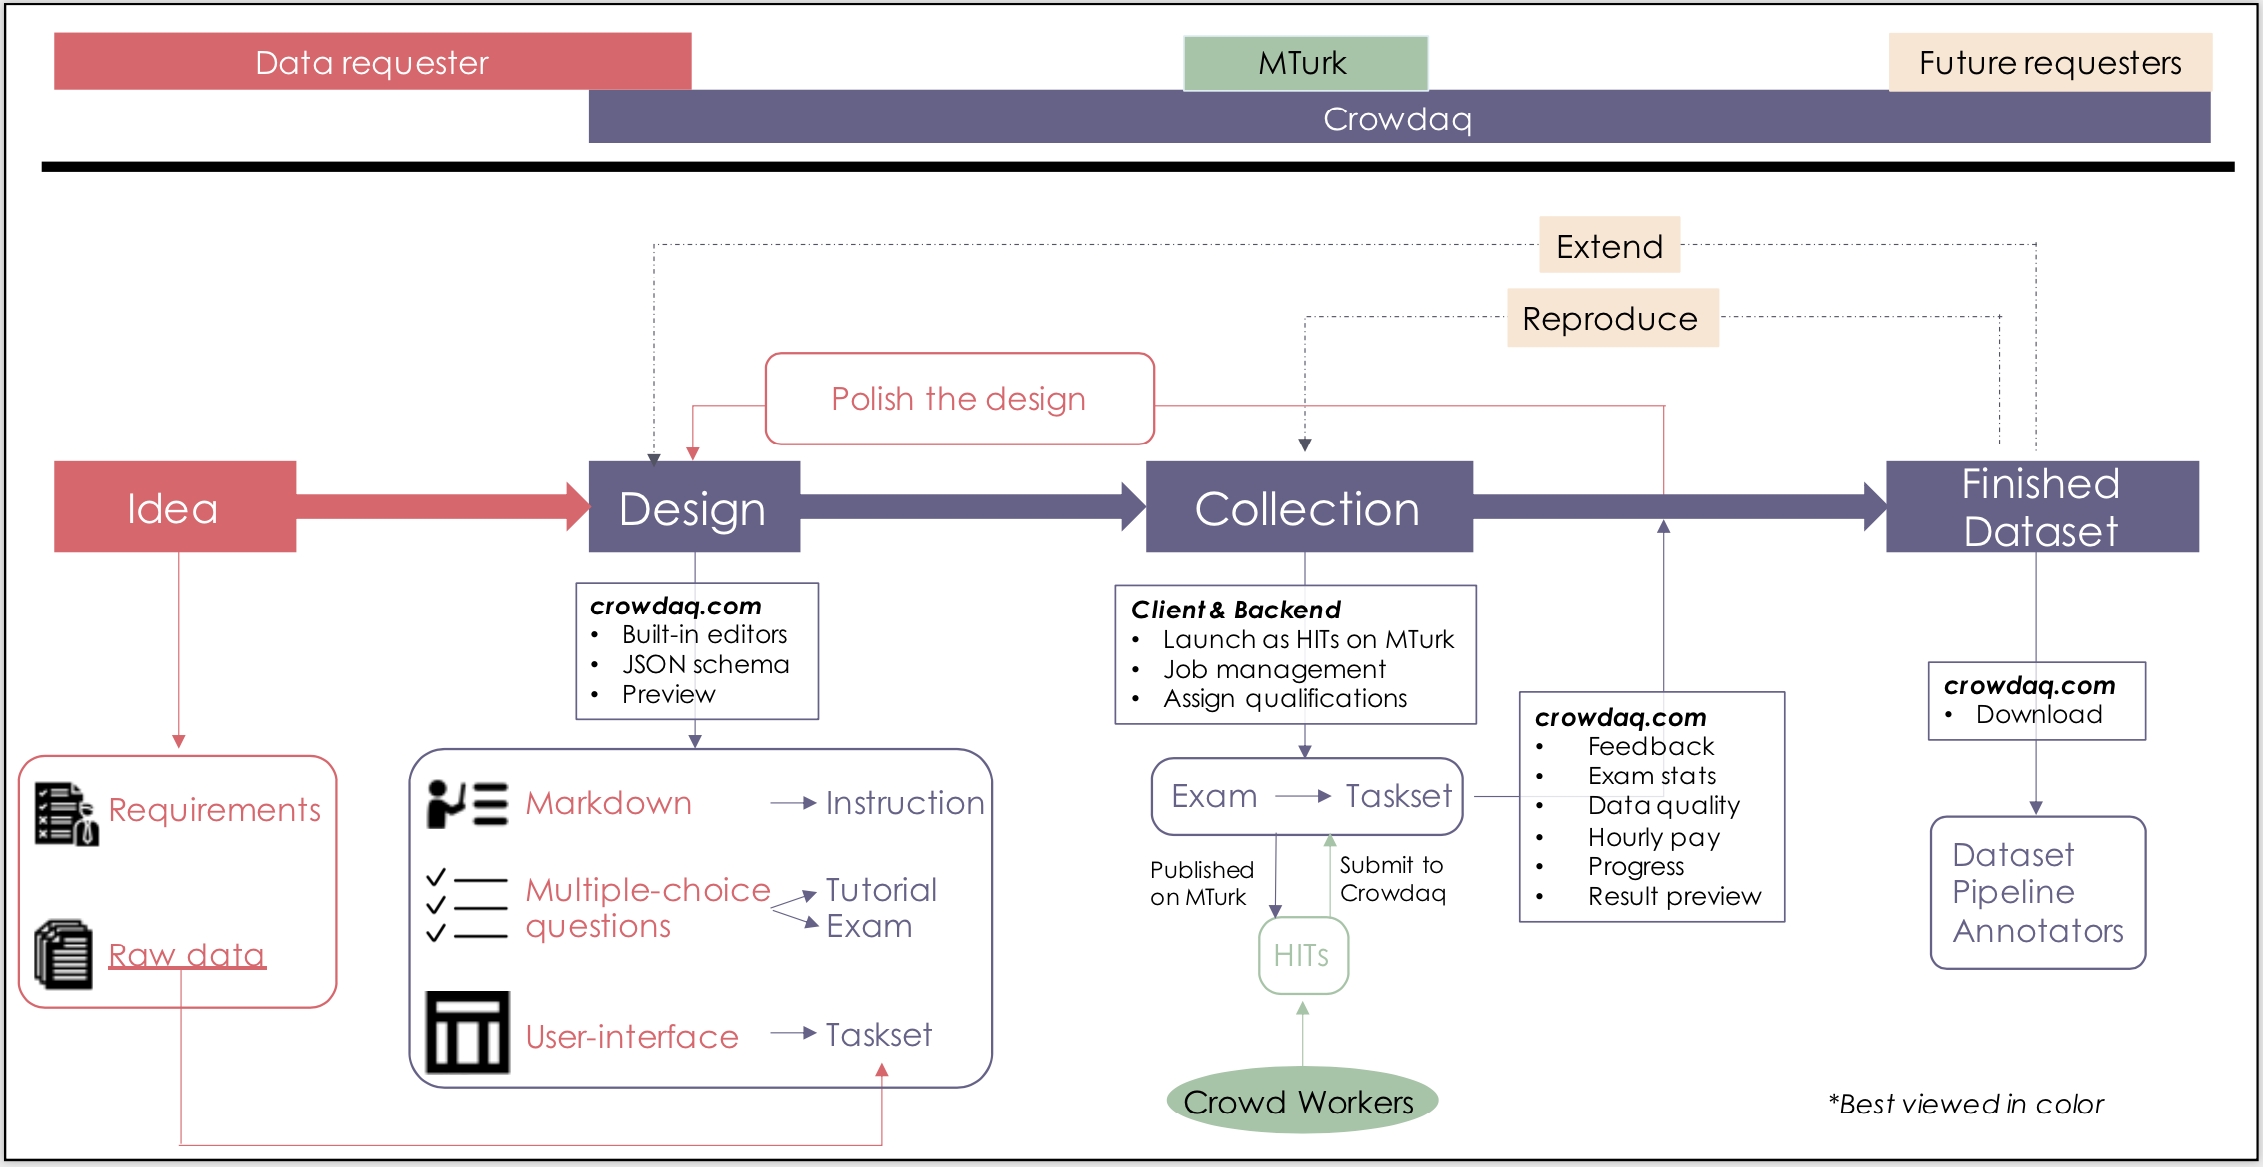 Data requester
MTurk
Future requesters
Crowdaq
Extend
Reproduce
Polish the design
Idea
Design
Collection
Finished
Dataset
crowdaq.com
• Built-in editors
• JSON schema
• Preview
Client & Backend
• Launch as HITs on MTurk
• Job management
• Assign qualifications
crowdaq.com
• Feedback
• Exam stats
• Data quality
• Hourly pay
• Progress
• Result preview
crowdaq.com
• Download
Requirements
Raw data
Markdown
Instruction
Multiple-choice
questions
Tutorial
Exam
User-interface
Taskset
Exam
Taskset
Published
on MTurk
Submit to
Crowdaq
HITs
Crowd Workers
Dataset
Pipeline
Annotators
*Best viewed in color